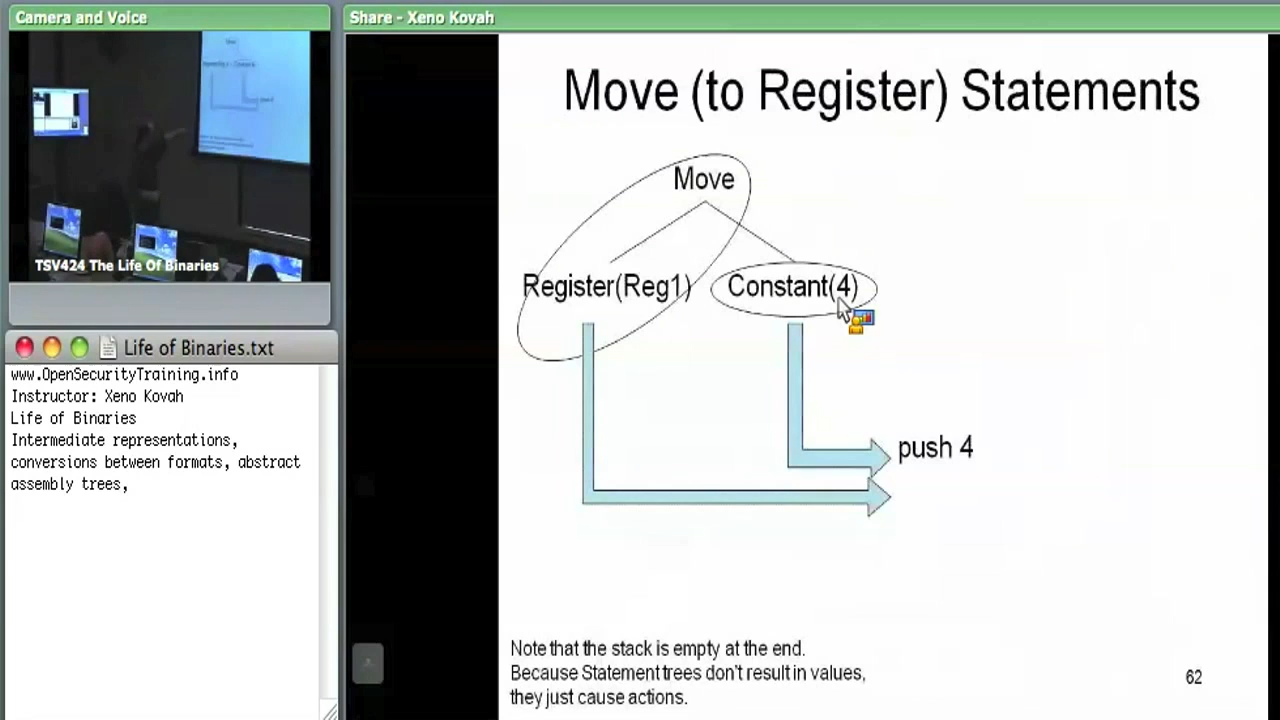 Camera and Voice
Share - Xeno Kovah
TSV424 The Life Of Binaries
Life of Binaries.txt
www.OpenSecurityTraining.info
Instructor: Xeno Kovah
Life of Binaries
Intermediate representations,
conversions between formats, abstract
assembly trees,
Move (to Register) Statements
Move
Register(Reg1)
Constant(4)
push 4
Note that the stack is empty at the end.
Because Statement trees don't result in values,
they just cause actions.
62